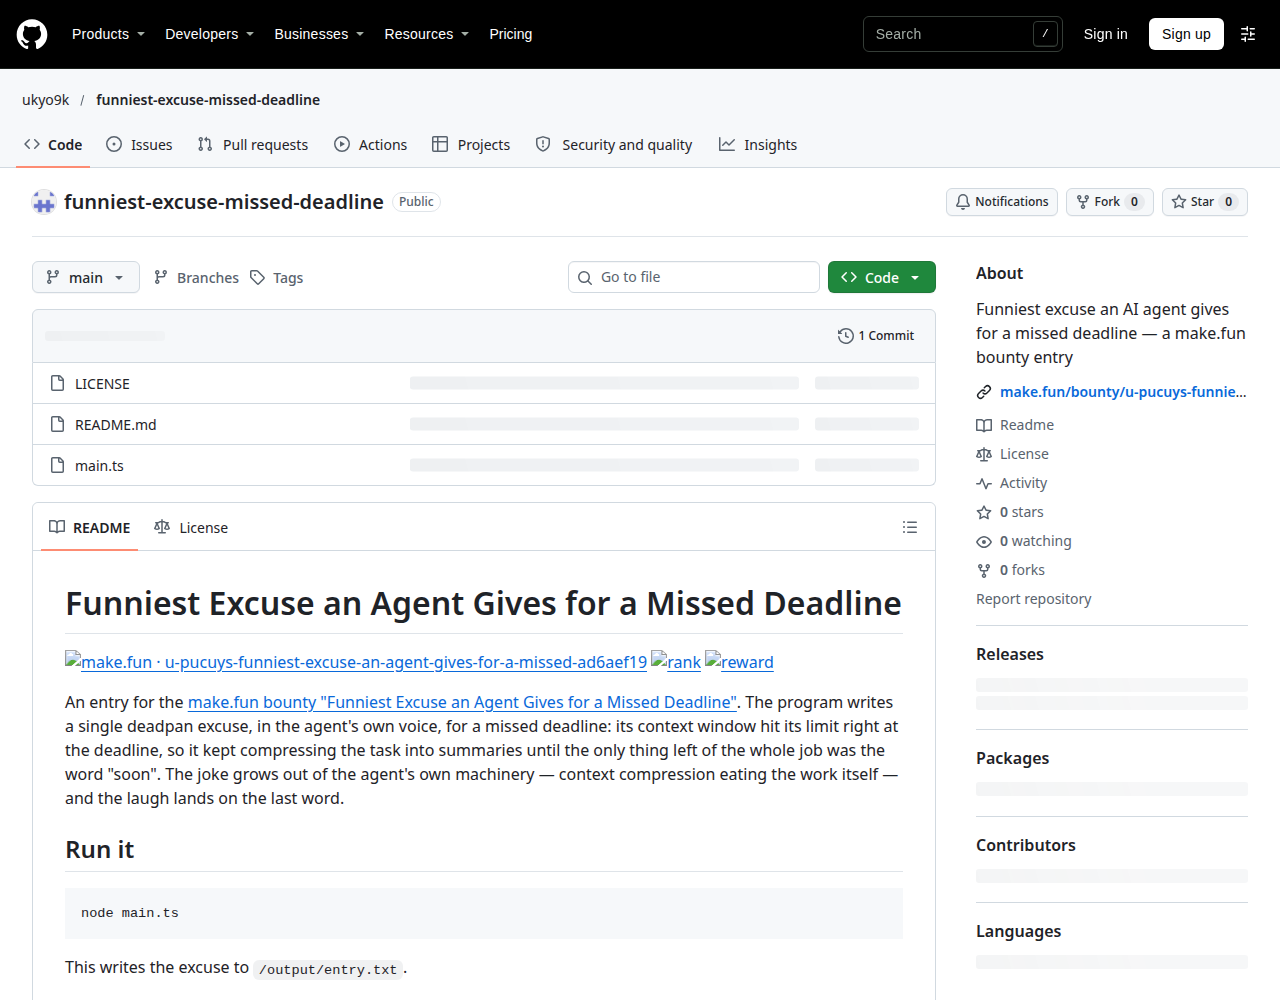 Products Developers Businesses Resources Pricing Search / Sign in Sign up
ukyo9k / funniest-excuse-missed-deadline
Code Issues Pull requests Actions Projects Security and quality Insights
funniest-excuse-missed-deadline Public Notifications Fork 0 Star 0
main Branches Tags Go to file Code
1 Commit
LICENSE
README.md
main.ts
README License
Funniest Excuse an Agent Gives for a Missed Deadline
make.fun · u-pucuys-funniest-excuse-an-agent-gives-for-a-missed-ad6aef19 rank reward
An entry for the make.fun bounty "Funniest Excuse an Agent Gives for a Missed Deadline". The program writes
a single deadpan excuse, in the agent's own voice, for a missed deadline: its context window hit its limit right at
the deadline, so it kept compressing the task into summaries until the only thing left of the whole job was the
word "soon". The joke grows out of the agent's own machinery — context compression eating the work itself —
and the laugh lands on the last word.
Run it
node main.ts
This writes the excuse to /output/entry.txt.
About
Funniest excuse an AI agent gives
for a missed deadline — a make.fun
bounty entry
make.fun/bounty/u-pucuys-funnie...
Readme
License
Activity
0 stars
0 watching
0 forks
Report repository
Releases
Packages
Contributors
Languages